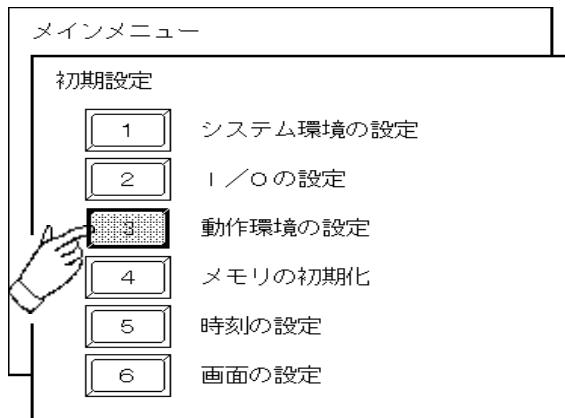 メインメニュー
初期設定
1 システム環境の設定
2 Ｉ／Ｏの設定
3 動作環境の設定
4 メモリの初期化
5 時刻の設定
6 画面の設定